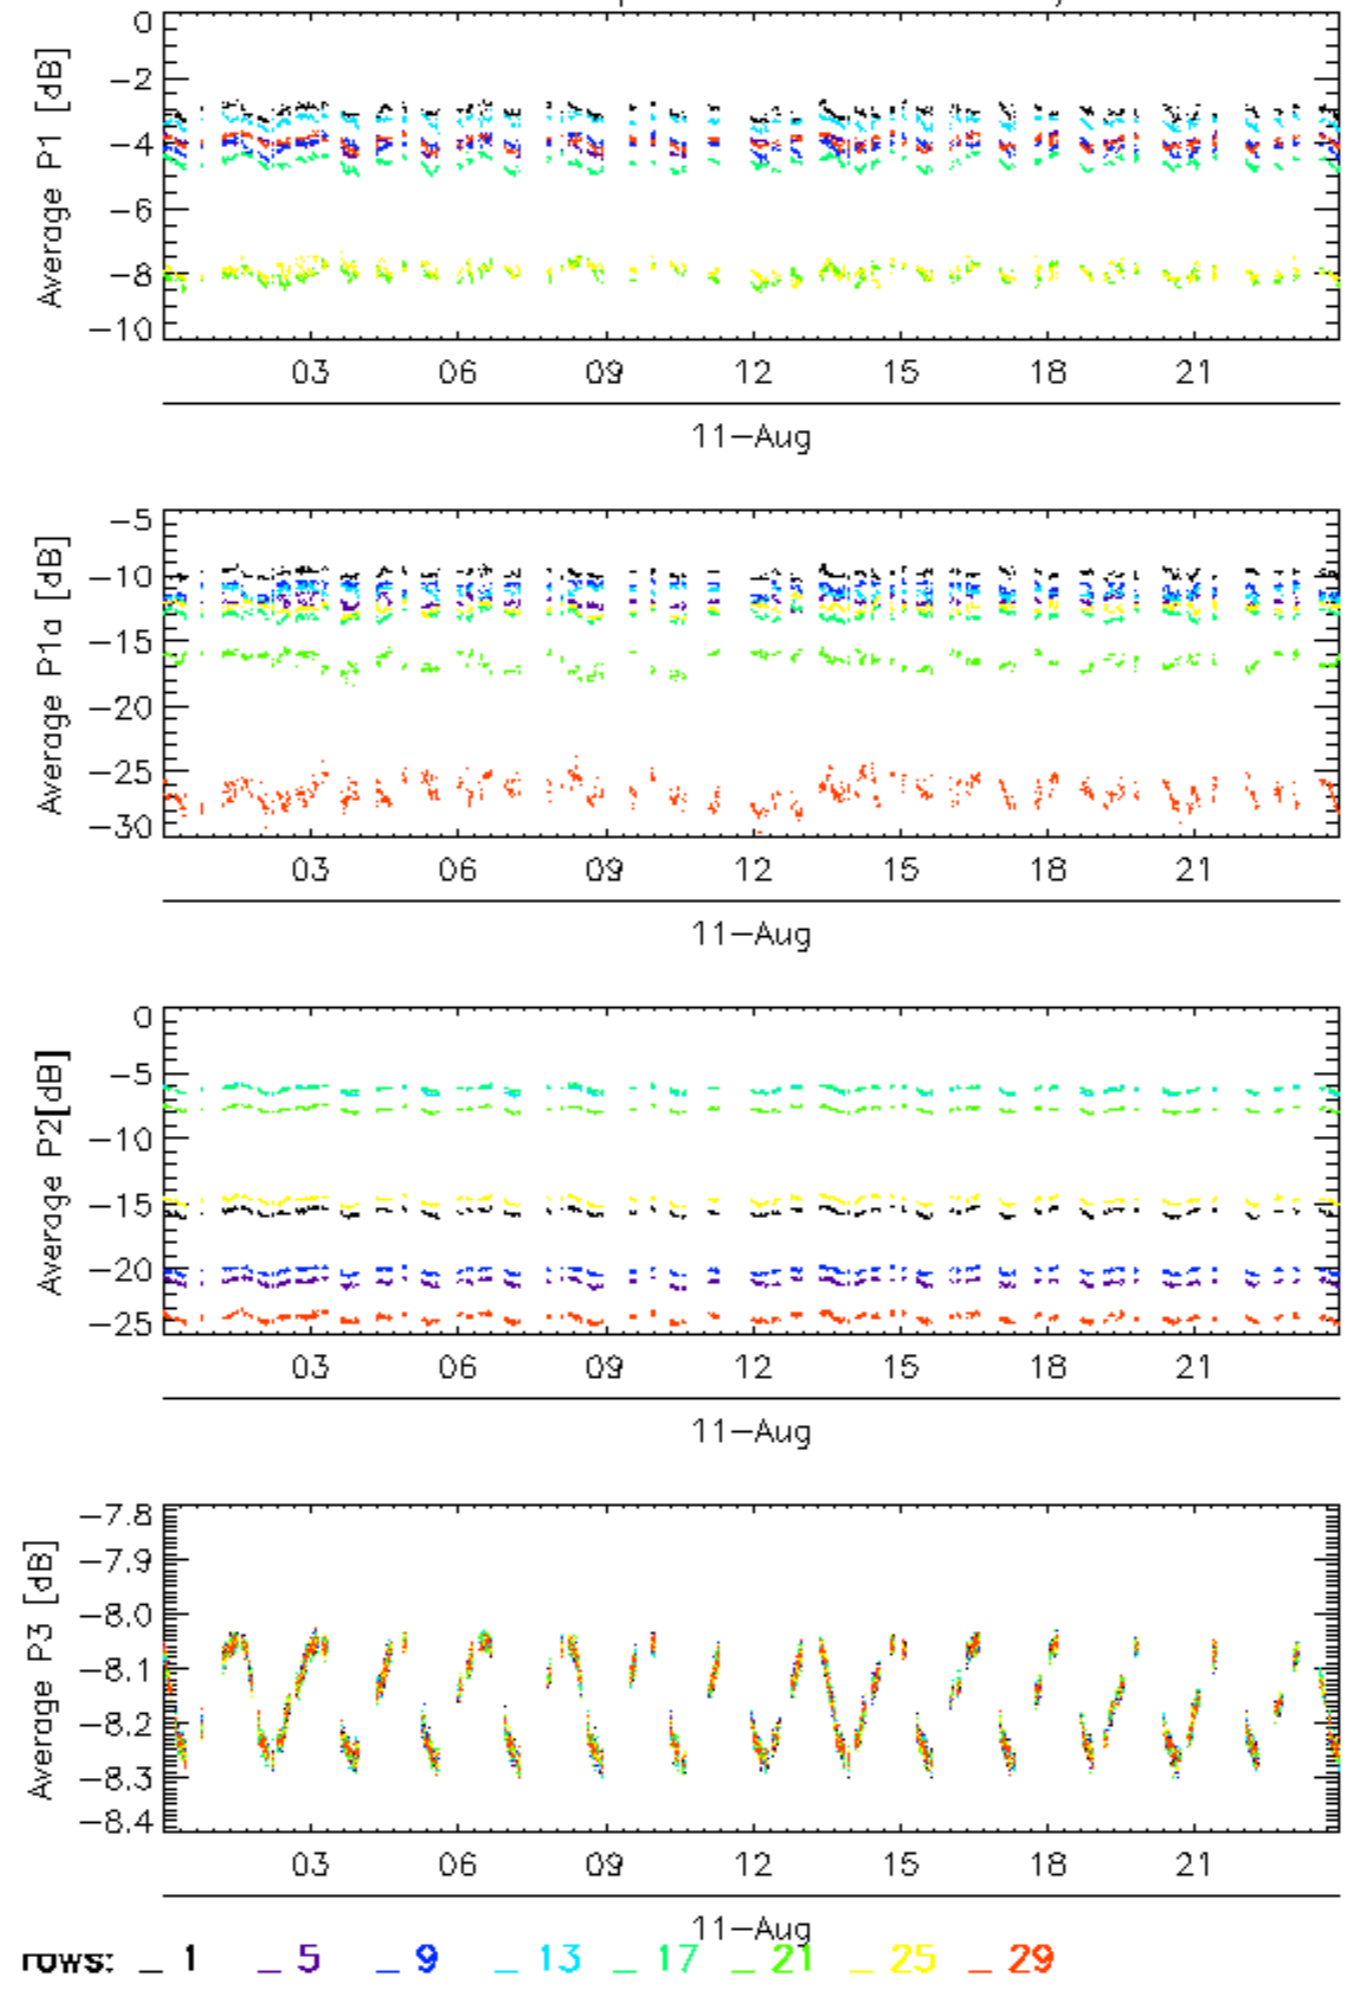 0
−2
−4
−6
−8
−10
Average P1 [dB]
03 06 09 12 15 18 21
11−Aug
−5
−10
−15
−20
−25
−30
Average P1a [dB]
03 06 09 12 15 18 21
11−Aug
0
−5
−10
−15
−20
−25
Average P2[dB]
03 06 09 12 15 18 21
11−Aug
−7.8
−7.9
−8.0
−8.1
−8.2
−8.3
−8.4
Average P3 [dB]
03 06 09 12 15 18 21
11−Aug
rows: _ 1 _ 5 _ 9 _ 13 _ 17 _ 21 _ 25 _ 29